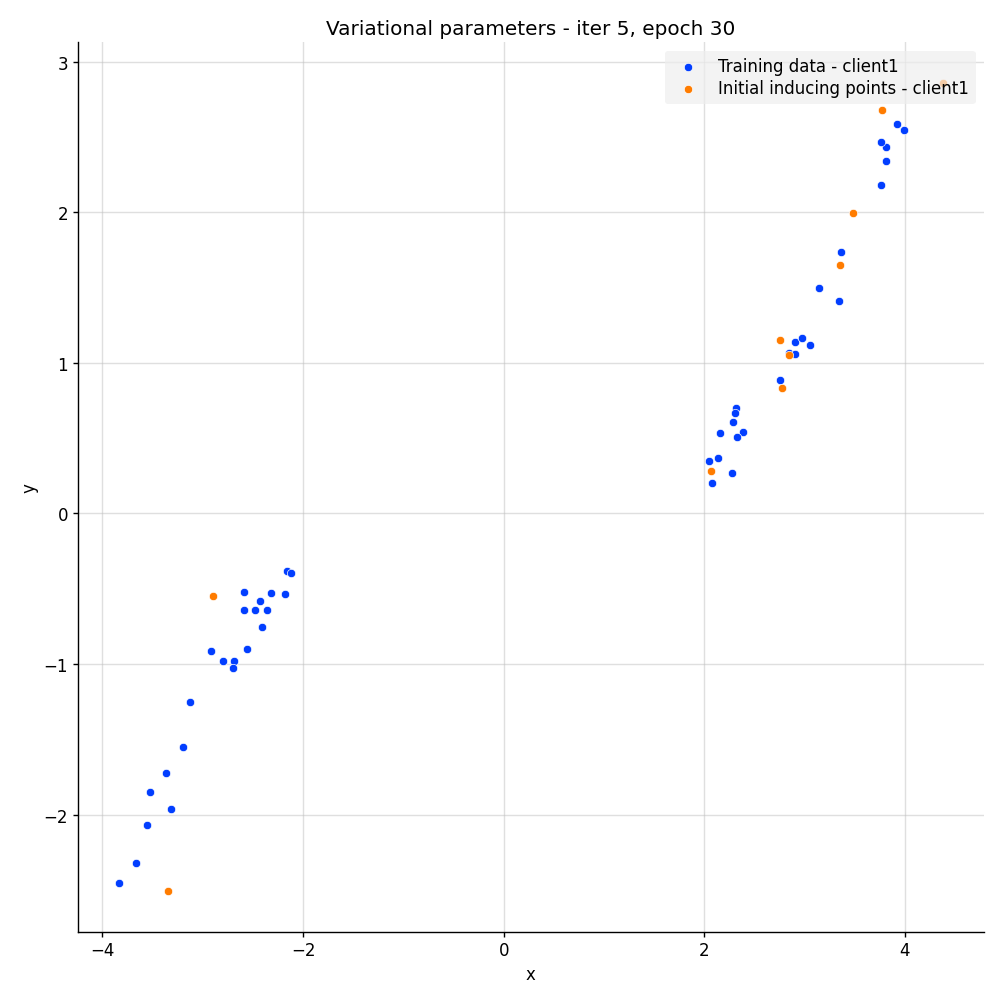 Variational parameters - iter 5, epoch 30
Training data - client1
Initial inducing points - client1
3
2
1
0
−1
−2
y
−4
−2
0
2
4
x